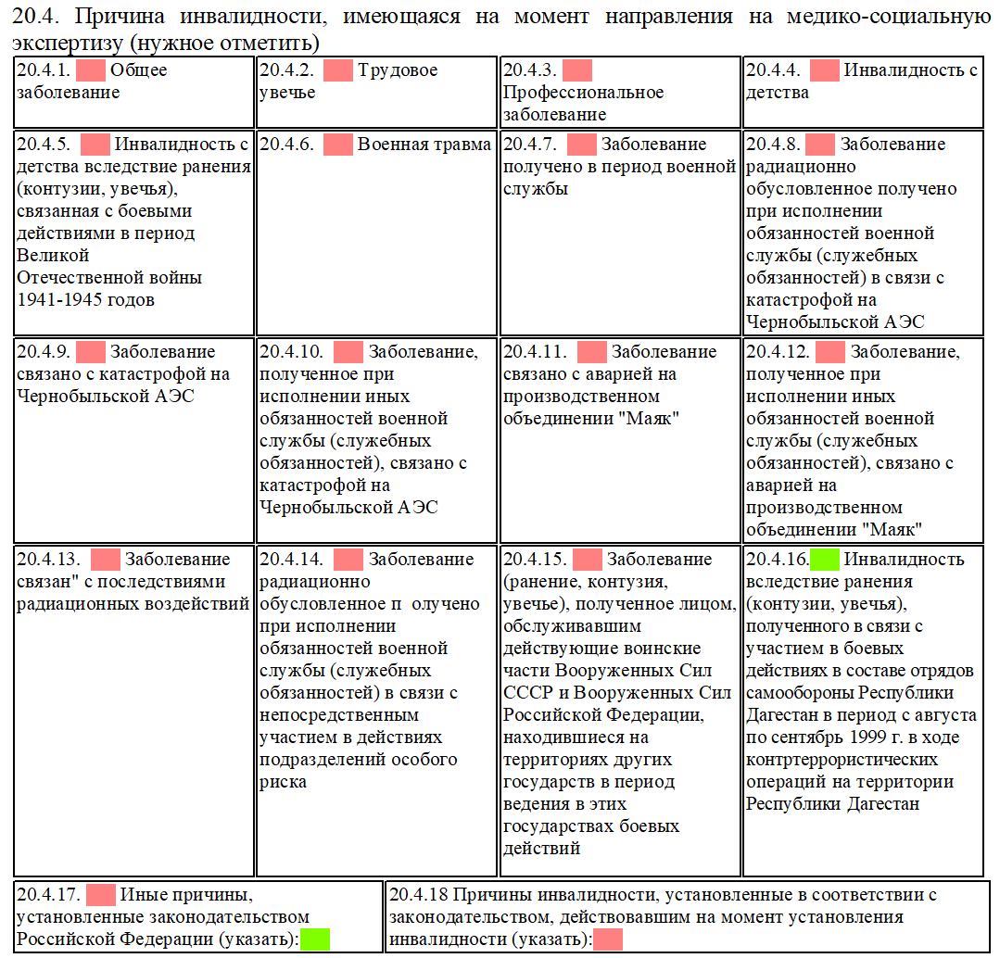 20.4. Причина инвалидности, имеющаяся на момент направления на медико-социальную
экспертизу (нужное отметить)
20.4.1. Общее
заболевание
20.4.2. Трудовое
увечье
20.4.3.
Профессиональное
заболевание
20.4.4. Инвалидность с
детства
20.4.5. Инвалидность с
детства вследствие ранения
(контузии, увечья),
связанная с боевыми
действиями в период
Великой
Отечественной войны
1941-1945 годов
20.4.6. Военная травма
20.4.7. Заболевание
получено в период военной
службы
20.4.8. Заболевание
радиационно
обусловленное получено
при исполнении
обязанностей военной
службы (служебных
обязанностей) в связи с
катастрофой на
Чернобыльской АЭС
20.4.9. Заболевание
связано с катастрофой на
Чернобыльской АЭС
20.4.10. Заболевание,
полученное при
исполнении иных
обязанностей военной
службы (служебных
обязанностей), связано с
катастрофой на
Чернобыльской АЭС
20.4.11. Заболевание
связано с аварией на
производственном
объединении "Маяк"
20.4.12. Заболевание,
полученное при
исполнении иных
обязанностей военной
службы (служебных
обязанностей), связано с
аварией на
производственном
объединении "Маяк"
20.4.13. Заболевание
связан" с последствиями
радиационных воздействий
20.4.14. Заболевание
радиационно
обусловленное п олучено
при исполнении
обязанностей военной
службы (служебных
обязанностей) в связи с
непосредственным
участием в действиях
подразделений особого
риска
20.4.15. Заболевание
(ранение, контузия,
увечье), полученное лицом,
обслуживавшим
действующие воинские
части Вооруженных Сил
СССР и Вооруженных Сил
Российской Федерации,
находившиеся на
территориях других
государств в период
ведения в этих
государствах боевых
действий
20.4.16. Инвалидность
вследствие ранения
(контузии, увечья),
полученного в связи с
участием в боевых
действиях в составе отрядов
самообороны Республики
Дагестан в период с августа
по сентябрь 1999 г. в ходе
контртеррористических
операций на территории
Республики Дагестан
20.4.17. Иные причины,
установленные законодательством
Российской Федерации (указать):
20.4.18 Причины инвалидности, установленные в соответствии с
законодательством, действовавшим на момент установления
инвалидности (указать):